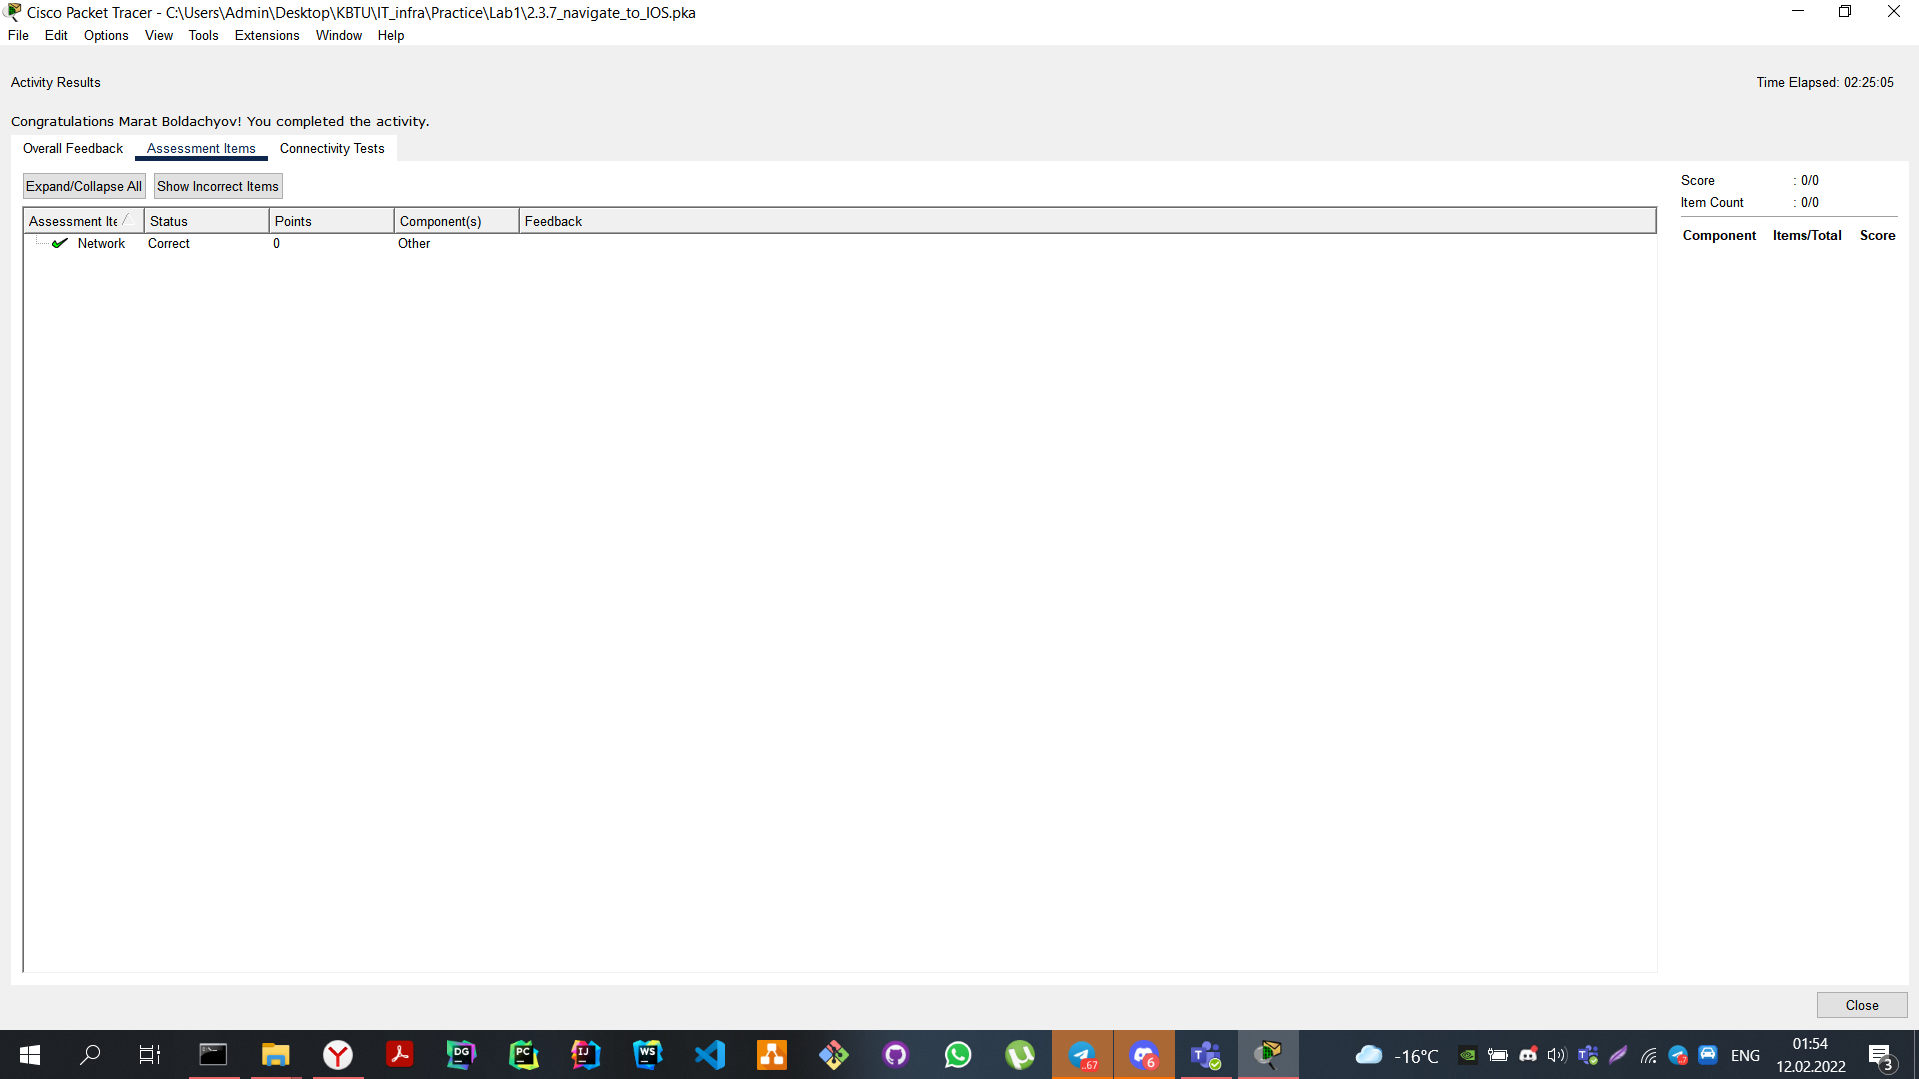 Cisco Packet Tracer - C:\Users\Admin\Desktop\KBTU\IT_infra\Practice\Lab1\2.3.7_navigate_to_IOS.pka
File Edit Options View Tools Extensions Window Help
Activity Results
Time Elapsed: 02:25:05
Congratulations Marat Boldachyov! You completed the activity.
Overall Feedback Assessment Items Connectivity Tests
Expand/Collapse All Show Incorrect Items
Assessment Ite Status Points Component(s) Feedback
Network Correct 0 Other
Score : 0/0
Item Count : 0/0
Component Items/Total Score
Close
DG PC IJ WS ..67 6 -16°C ENG 01:54
12.02.2022 3